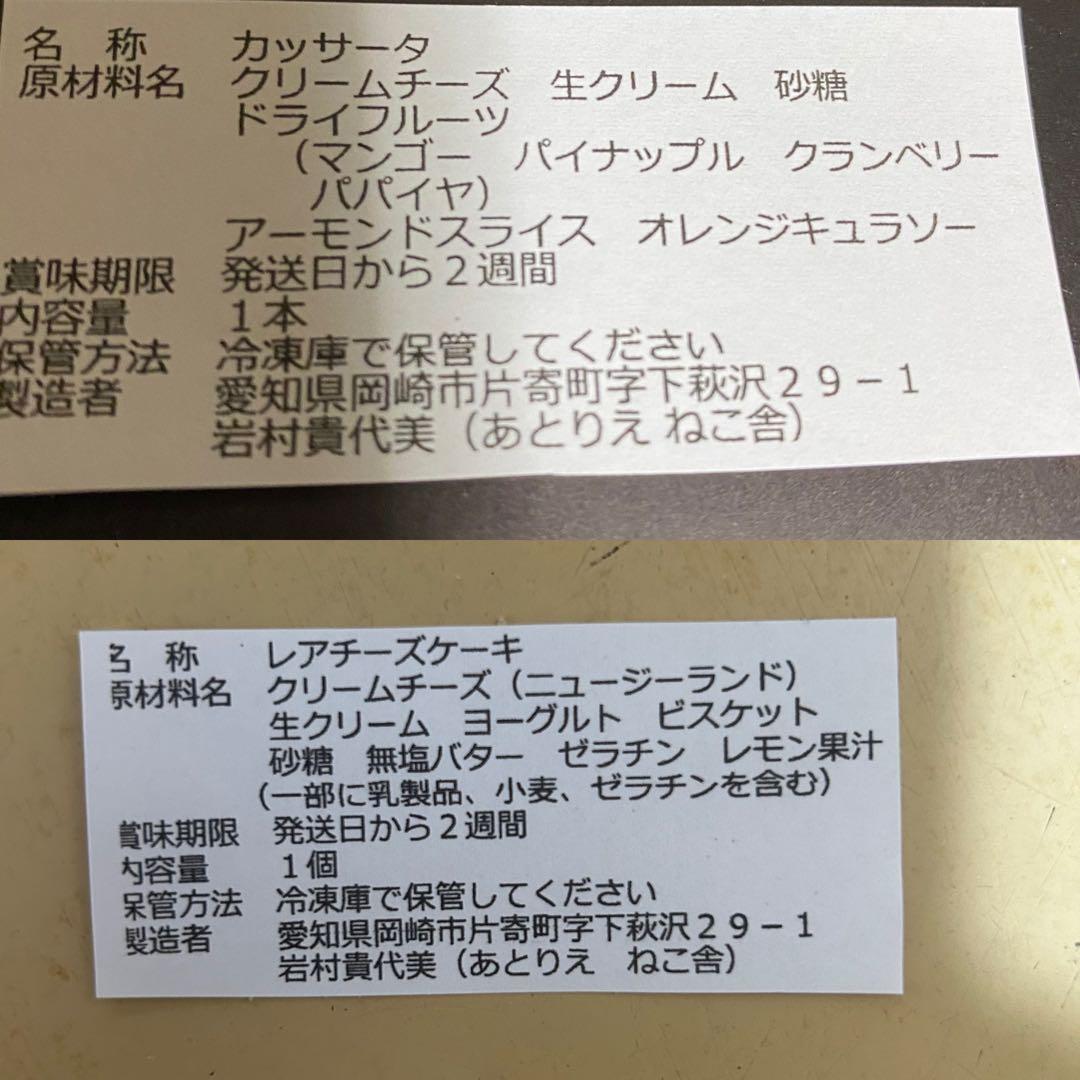 名　称　カッサータ
原材料名　クリームチーズ　生クリーム　砂糖
ドライフルーツ
（マンゴー　パイナップル　クランベリー
パパイヤ）
アーモンドスライス　オレンジキュラソー
賞味期限　発送日から２週間
内容量　１本
保管方法　冷凍庫で保管してください
製造者　愛知県岡崎市片寄町字下萩沢２９－１
岩村貴代美（あとりえ ねこ舎）
名　称　レアチーズケーキ
原材料名　クリームチーズ（ニュージーランド）
生クリーム　ヨーグルト　ビスケット
砂糖　無塩バター　ゼラチン　レモン果汁
（一部に乳製品、小麦、ゼラチンを含む）
賞味期限　発送日から２週間
内容量　１個
保管方法　冷凍庫で保管してください
製造者　愛知県岡崎市片寄町字下萩沢２９－１
岩村貴代美（あとりえ　ねこ舎）